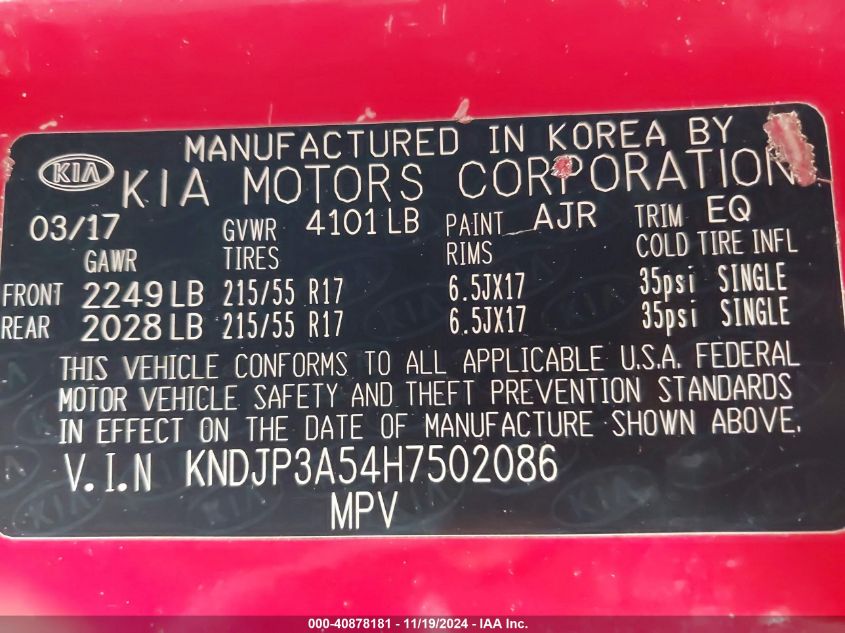 MANUFACTURED IN KOREA BY
KIA KIA MOTORS CORPORATION
03/17 GVWR 4101 LB PAINT AJR TRIM EQ
GAWR TIRES RIMS COLD TIRE INFL
FRONT 2249 LB 215/55 R17 6.5JX17 35psi SINGLE
REAR 2028 LB 215/55 R17 6.5JX17 35psi SINGLE
THIS VEHICLE CONFORMS TO ALL APPLICABLE U.S.A. FEDERAL
MOTOR VEHICLE SAFETY AND THEFT PREVENTION STANDARDS
IN EFFECT ON THE DATE OF MANUFACTURE SHOWN ABOVE.
V.I.N KNDJP3A54H7502086
MPV
000-40878181 - 11/19/2024 - IAA Inc.